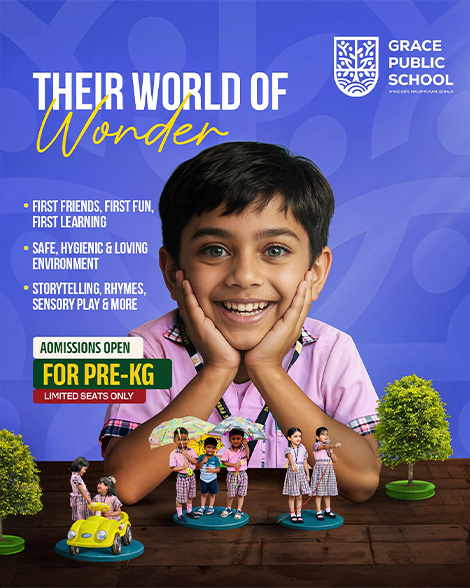 GRACE
PUBLIC
SCHOOL
THEIR WORLD OF
Wonder
• FIRST FRIENDS, FIRST FUN,
FIRST LEARNING
• SAFE, HYGIENIC & LOVING
ENVIRONMENT
• STORYTELLING, RHYMES,
SENSORY PLAY & MORE
AOMISSIONS OPEN
FOR PRE-KG
LIMITED SEATS ONLY